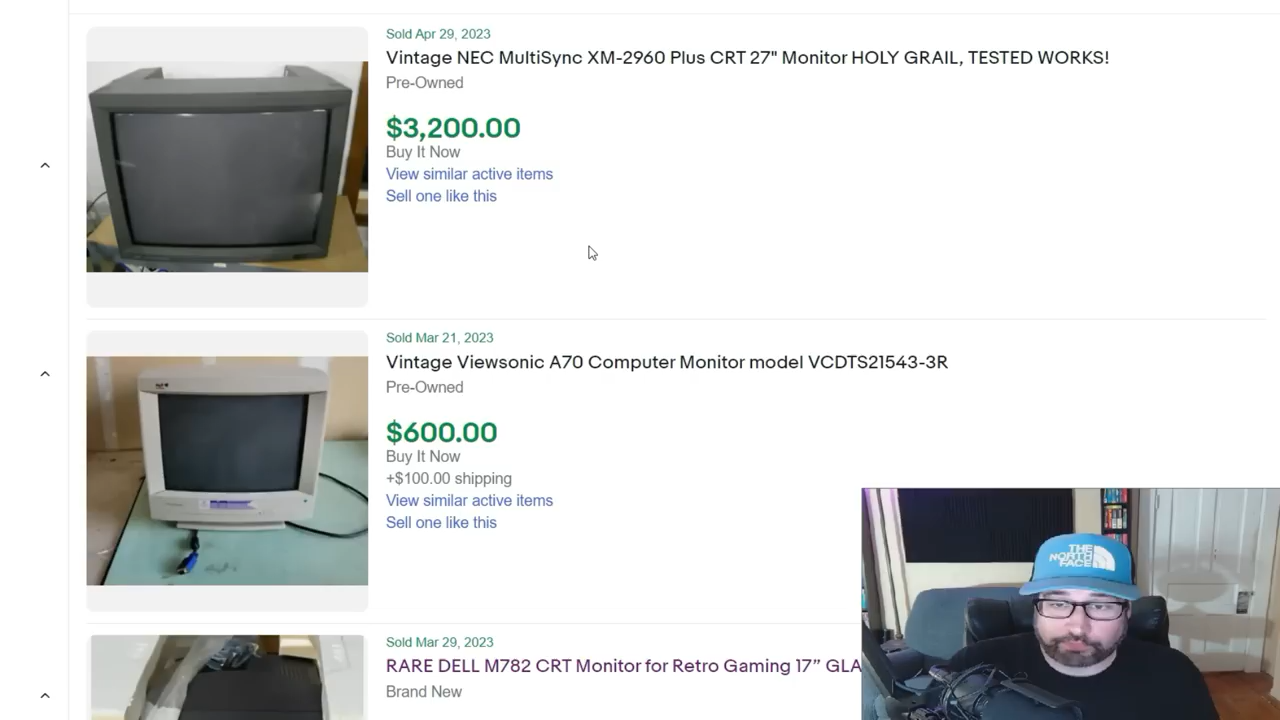 Sold Apr 29, 2023
Vintage NEC MultiSync XM-2960 Plus CRT 27" Monitor HOLY GRAIL, TESTED WORKS!
Pre-Owned
$3,200.00
Buy It Now
View similar active items
Sell one like this
Sold Mar 21, 2023
Vintage Viewsonic A70 Computer Monitor model VCDTS21543-3R
Pre-Owned
$600.00
Buy It Now
+$100.00 shipping
View similar active items
Sell one like this
Sold Mar 29, 2023
RARE DELL M782 CRT Monitor for Retro Gaming 17” GLA
Brand New
THE
NORTH
FACE